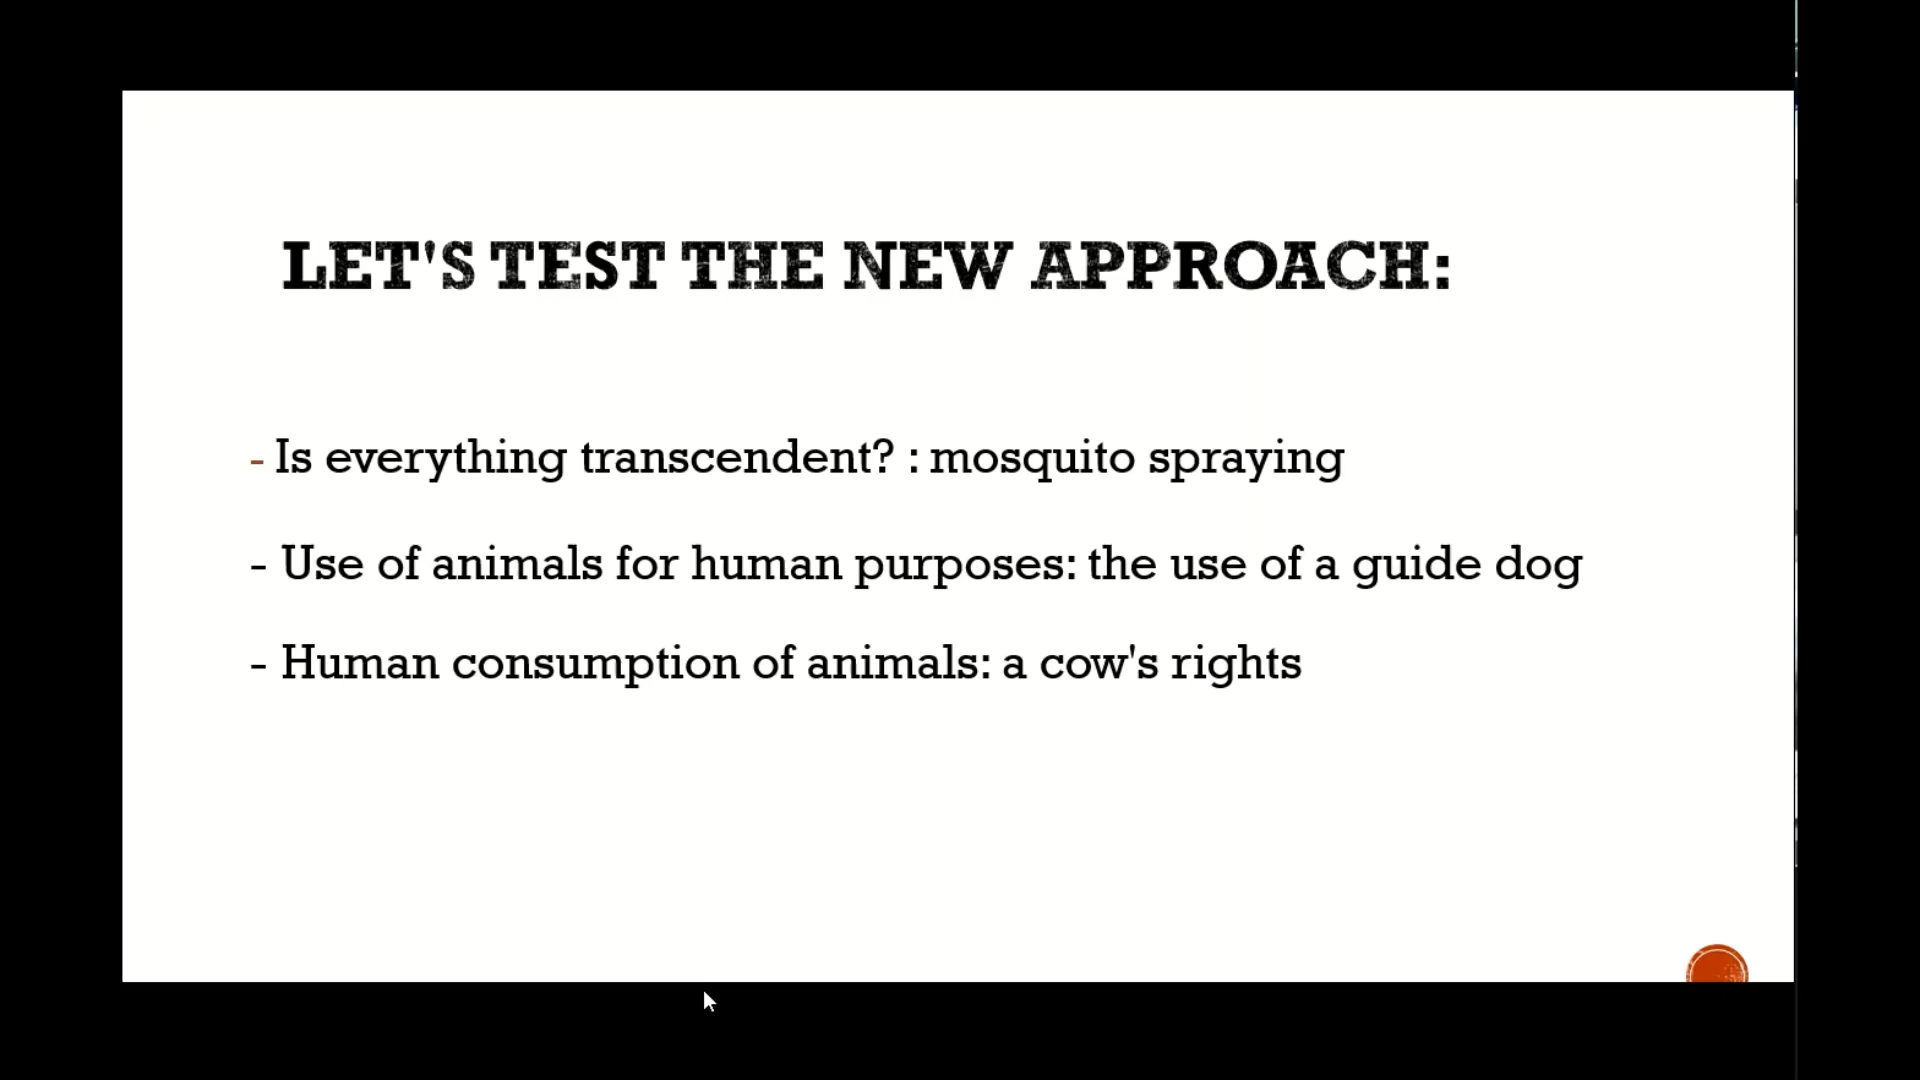 LET'S TEST THE NEW APPROACH:
- Is everything transcendent? : mosquito spraying
- Use of animals for human purposes: the use of a guide dog
- Human consumption of animals: a cow's rights